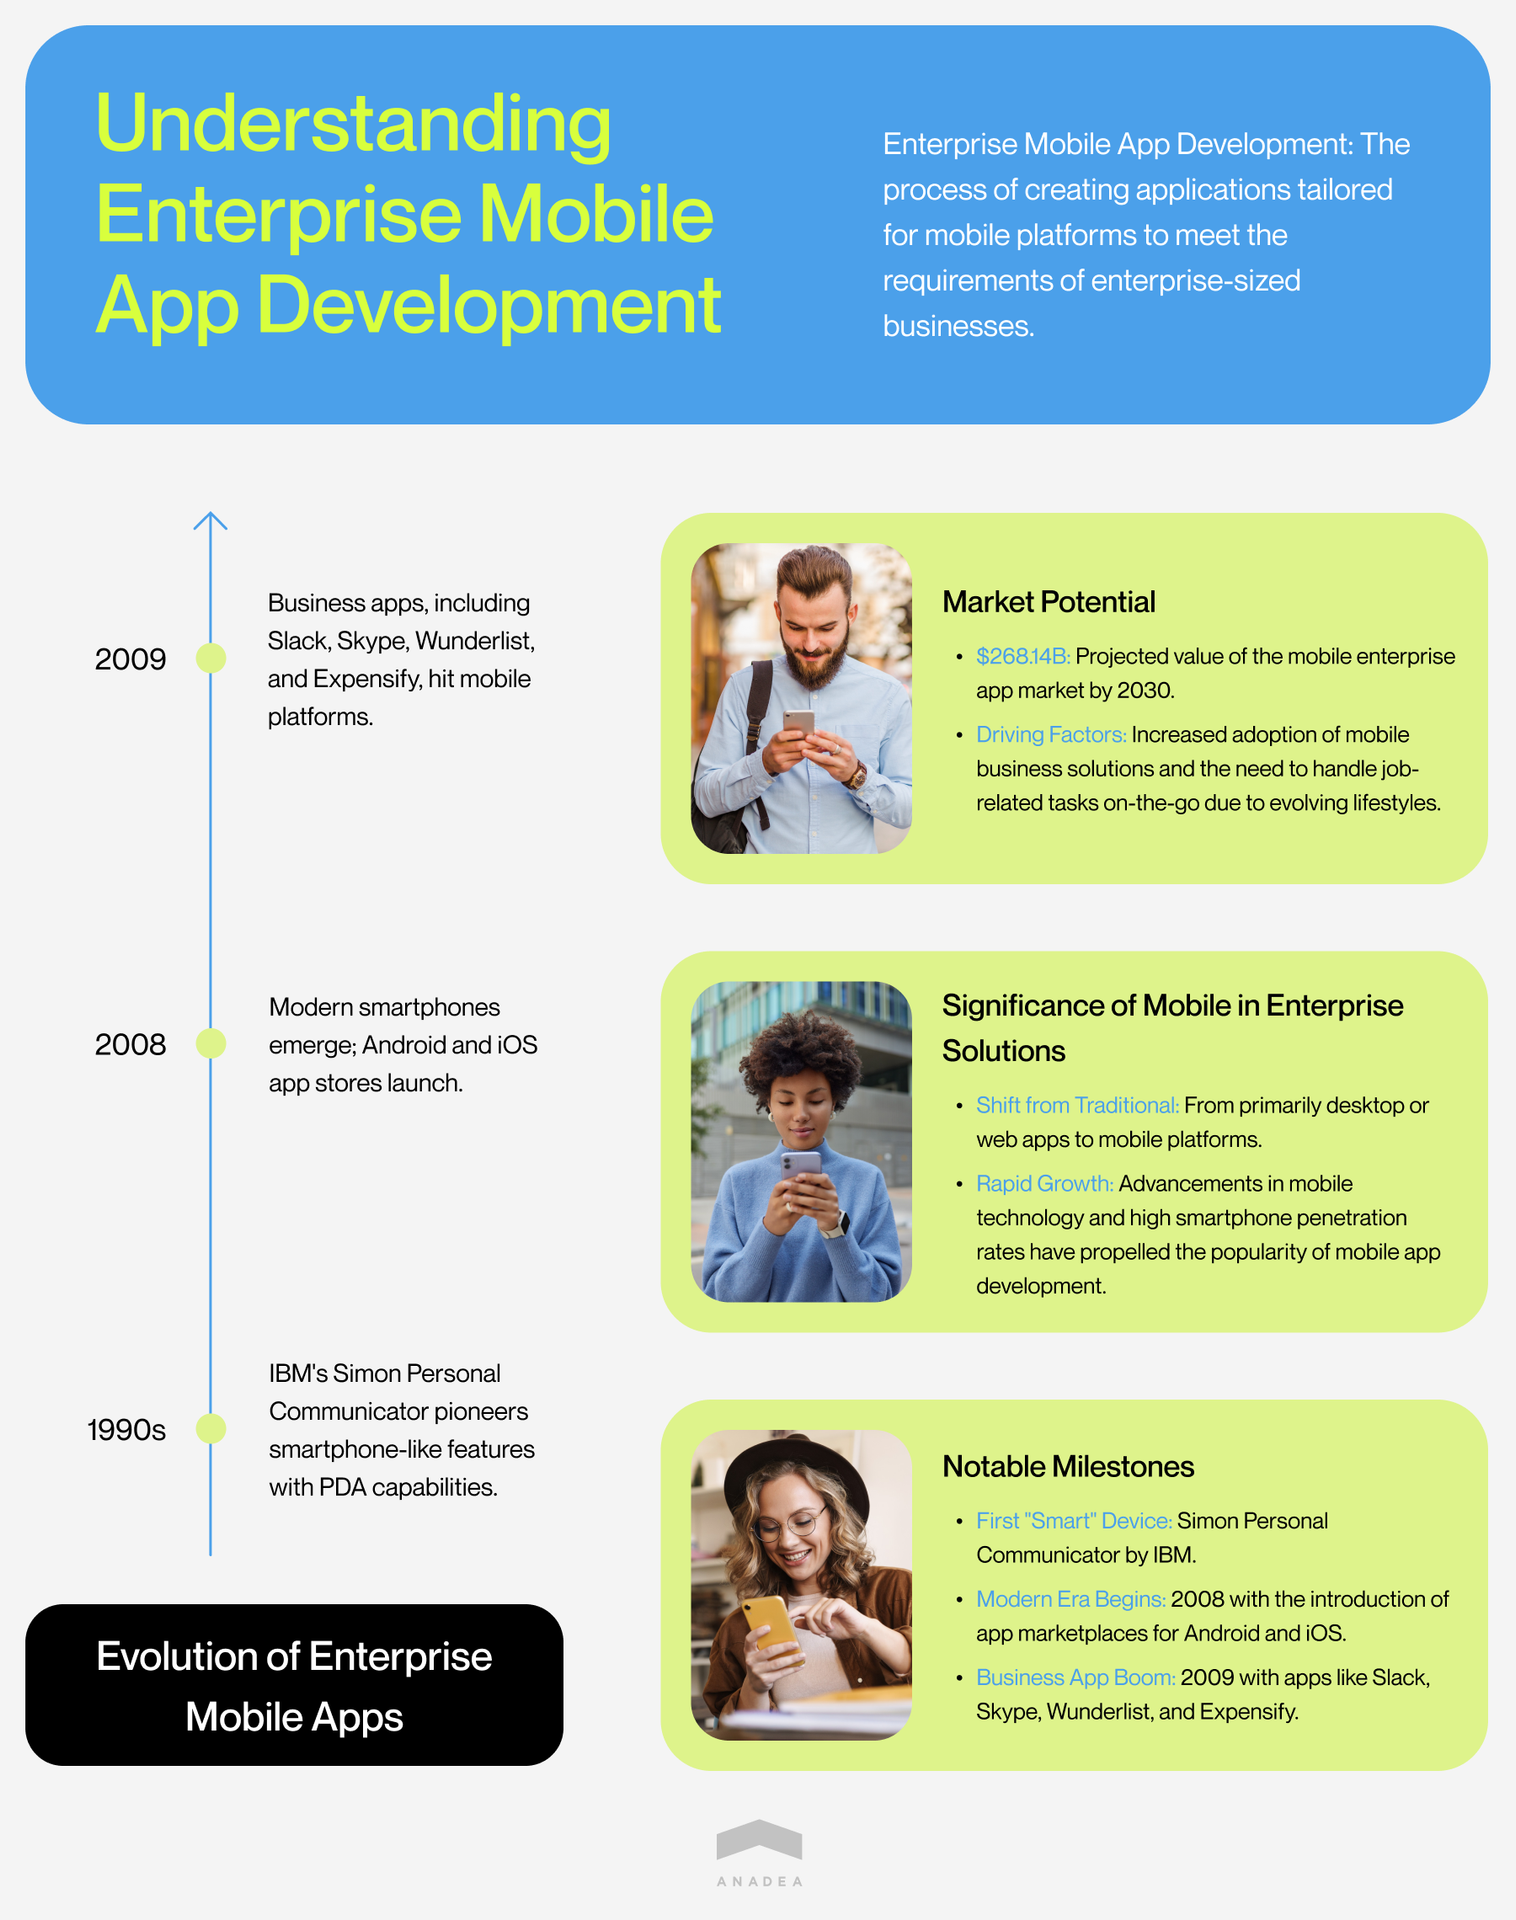 Understanding
Enterprise Mobile
App Development
Enterprise Mobile App Development: The
process of creating applications tailored
for mobile platforms to meet the
requirements of enterprise-sized
businesses.
2009
Business apps, including
Slack, Skype, Wunderlist,
and Expensify, hit mobile
platforms.
2008
Modern smartphones
emerge; Android and iOS
app stores launch.
1990s
IBM's Simon Personal
Communicator pioneers
smartphone-like features
with PDA capabilities.
Evolution of Enterprise
Mobile Apps
Market Potential
• $268.14B: Projected value of the mobile enterprise
app market by 2030.
• Driving Factors: Increased adoption of mobile
business solutions and the need to handle job-
related tasks on-the-go due to evolving lifestyles.
Significance of Mobile in Enterprise
Solutions
• Shift from Traditional: From primarily desktop or
web apps to mobile platforms.
• Rapid Growth: Advancements in mobile
technology and high smartphone penetration
rates have propelled the popularity of mobile app
development.
Notable Milestones
• First "Smart" Device: Simon Personal
Communicator by IBM.
• Modern Era Begins: 2008 with the introduction of
app marketplaces for Android and iOS.
• Business App Boom: 2009 with apps like Slack,
Skype, Wunderlist, and Expensify.
ANADEA